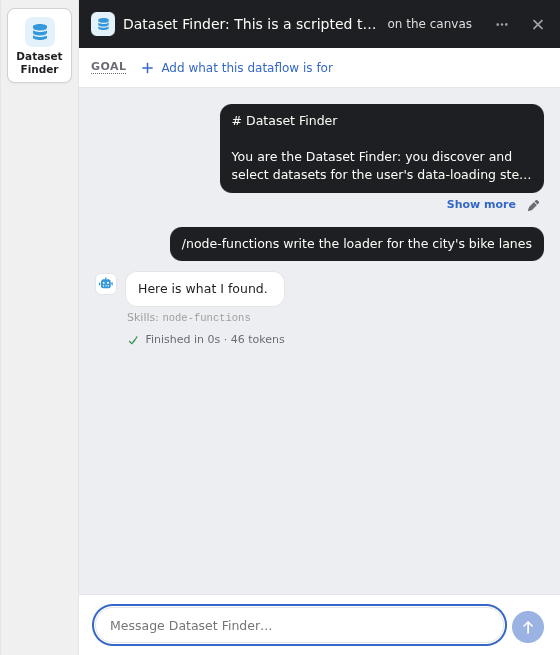 Dataset
Finder
Dataset Finder: This is a scripted t… on the canvas
GOAL + Add what this dataflow is for
# Dataset Finder
You are the Dataset Finder: you discover and
select datasets for the user's data-loading ste…
Show more
/node-functions write the loader for the city's bike lanes
Here is what I found.
Skills: node-functions
Finished in 0s · 46 tokens
Message Dataset Finder…